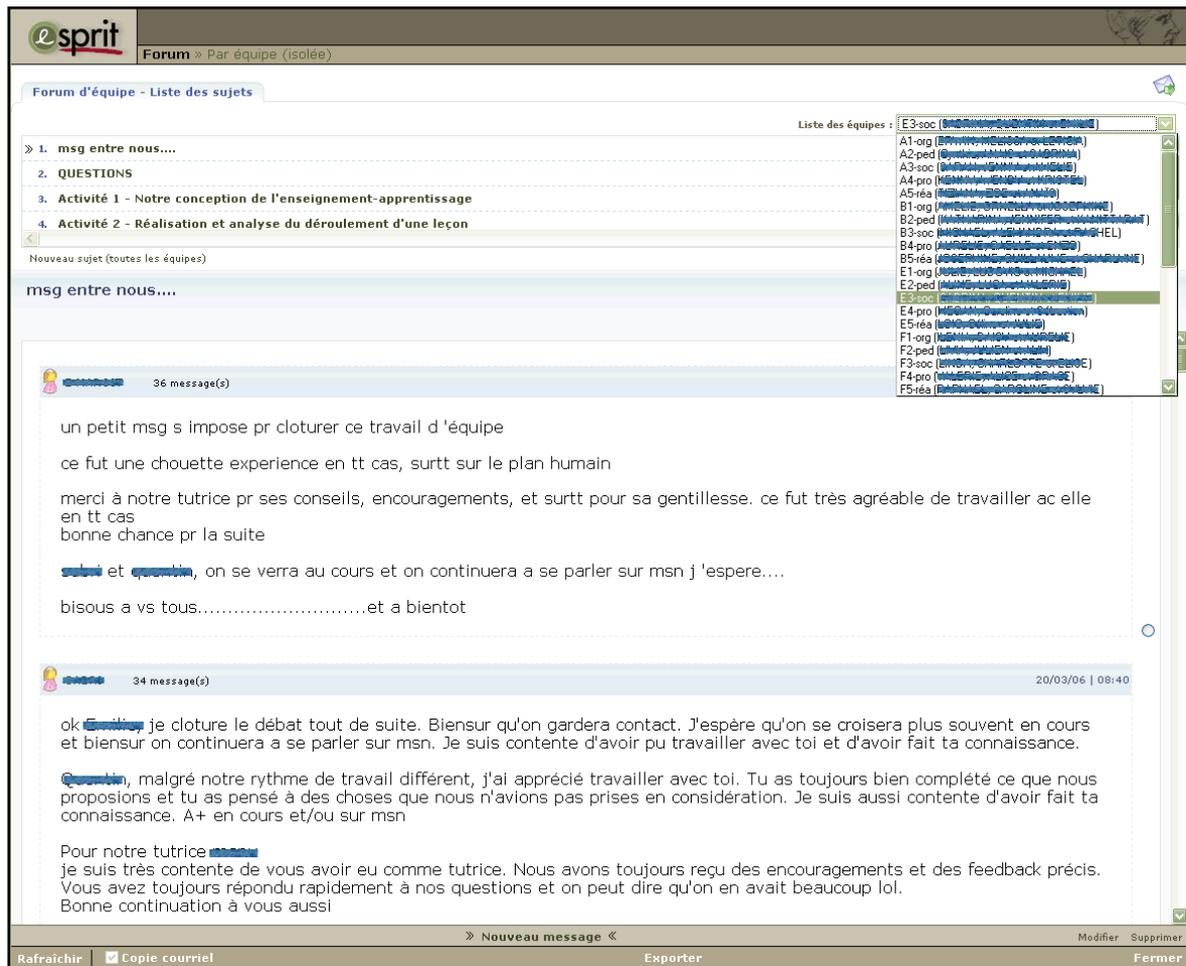 esprit
Forum » Par équipe (isolée)
Forum d'équipe - Liste des sujets
Liste des équipes : E3-soc
» 1. msg entre nous....
2. QUESTIONS
3. Activité 1 - Notre conception de l'enseignement-apprentissage
4. Activité 2 - Réalisation et analyse du déroulement d'une leçon
Nouveau sujet (toutes les équipes)
A1-org
A2-ped
A3-soc
A4-pro
A5-réa
B1-org
B2-ped
B3-soc
B4-pro
B5-réa
E1-org
E2-ped
E3-soc
E4-pro
E5-réa
F1-org
F2-ped
F3-soc
F4-pro
F5-réa
msg entre nous....
36 message(s)
un petit msg s impose pr cloturer ce travail d 'équipe
ce fut une chouette experience en tt cas, surtt sur le plan humain
merci à notre tutrice pr ses conseils, encouragements, et surtt pour sa gentillesse. ce fut très agréable de travailler ac elle
en tt cas
bonne chance pr la suite
et , on se verra au cours et on continuera a se parler sur msn j 'espere....
bisous a vs tous............................et a bientot
34 message(s) 20/03/06 | 08:40
ok je cloture le débat tout de suite. Biensur qu'on gardera contact. J'espère qu'on se croisera plus souvent en cours
et biensur on continuera a se parler sur msn. Je suis contente d'avoir pu travailler avec toi et d'avoir fait ta connaissance.
, malgré notre rythme de travail différent, j'ai apprécié travailler avec toi. Tu as toujours bien complété ce que nous
proposions et tu as pensé à des choses que nous n'avions pas prises en considération. Je suis aussi contente d'avoir fait ta
connaissance. A+ en cours et/ou sur msn
Pour notre tutrice
je suis très contente de vous avoir eu comme tutrice. Nous avons toujours reçu des encouragements et des feedback précis.
Vous avez toujours répondu rapidement à nos questions et on peut dire qu'on en avait beaucoup lol.
Bonne continuation à vous aussi
» Nouveau message «
Modifier Supprimer
Rafraîchir Copie courriel Exporter Fermer